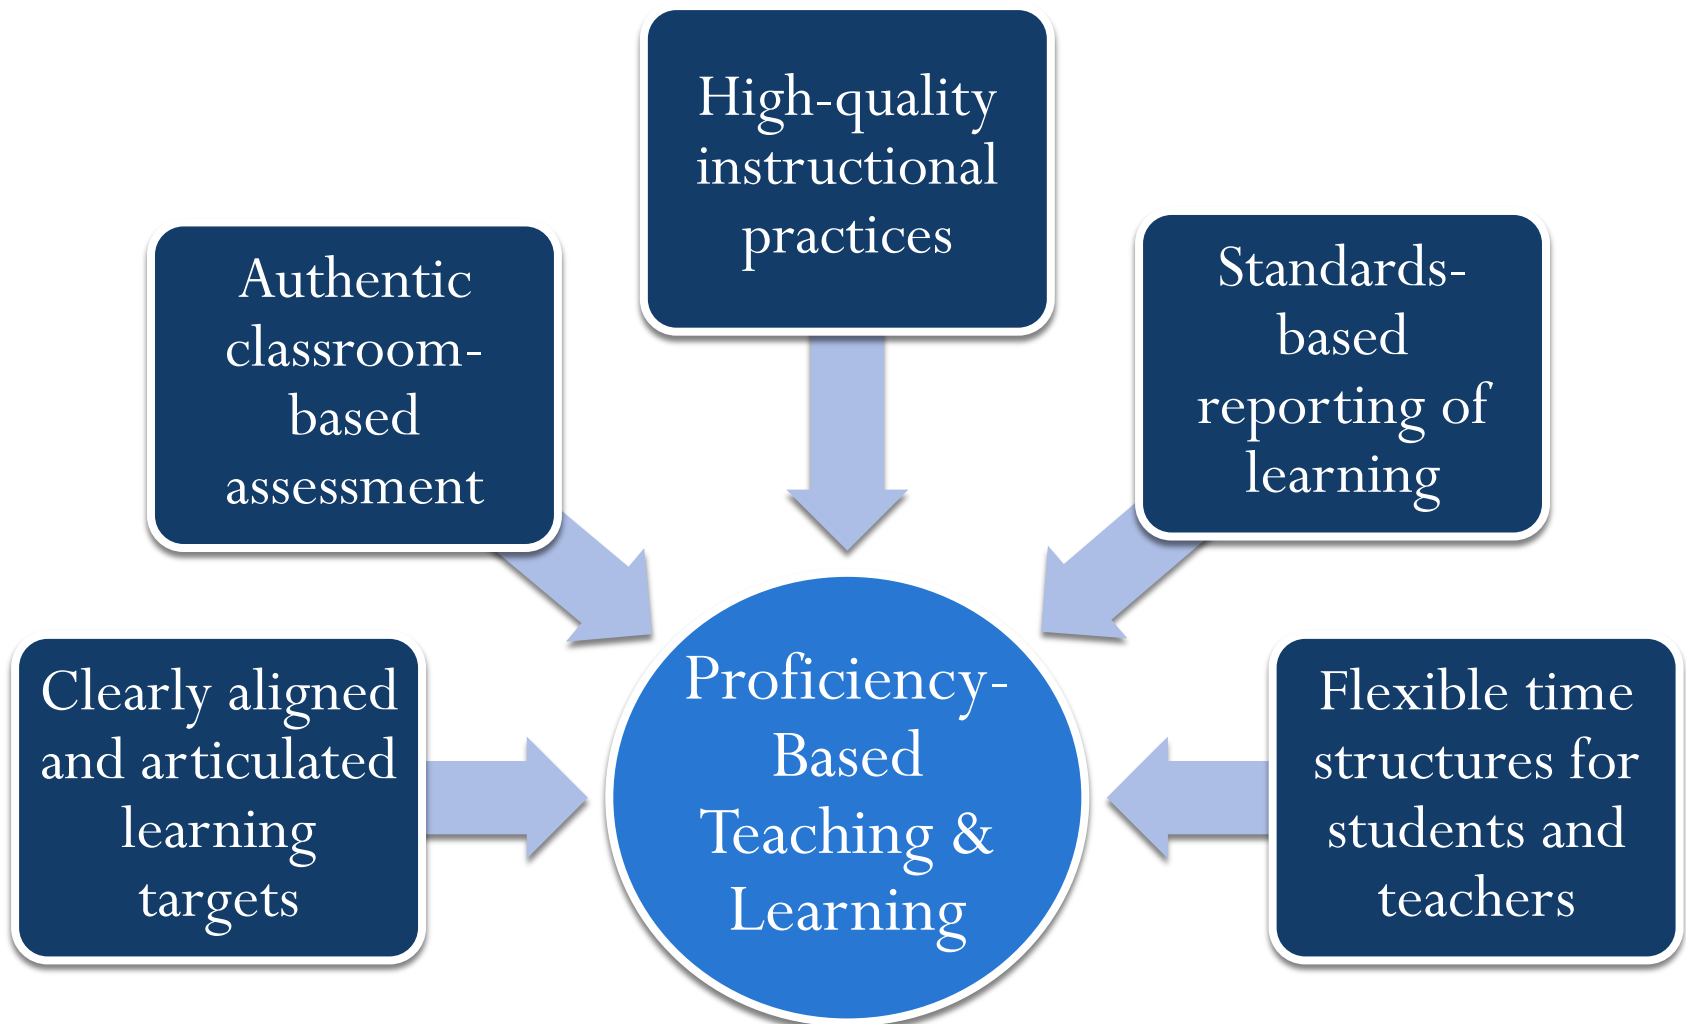 High-quality
instructional
practices
Authentic
classroom-
based
assessment
Standards-
based
reporting of
learning
Clearly aligned
and articulated
learning
targets
Proficiency-
Based
Teaching &
Learning
Flexible time
structures for
students and
teachers